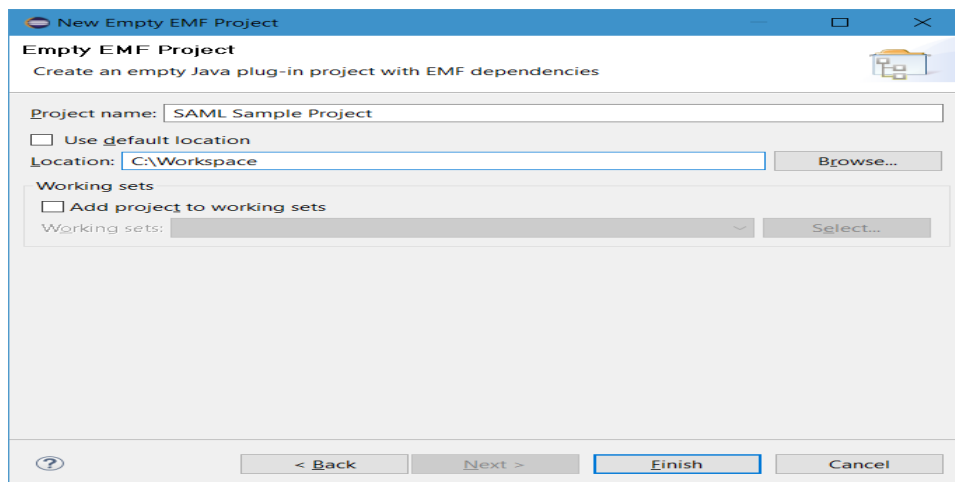 New Empty EMF Project
Empty EMF Project
Create an empty Java plug-in project with EMF dependencies
Project name: SAML Sample Project
Use default location
Location: C:\Workspace Browse...
Working sets
Add project to working sets
Working sets: Select...
< Back Next > Finish Cancel